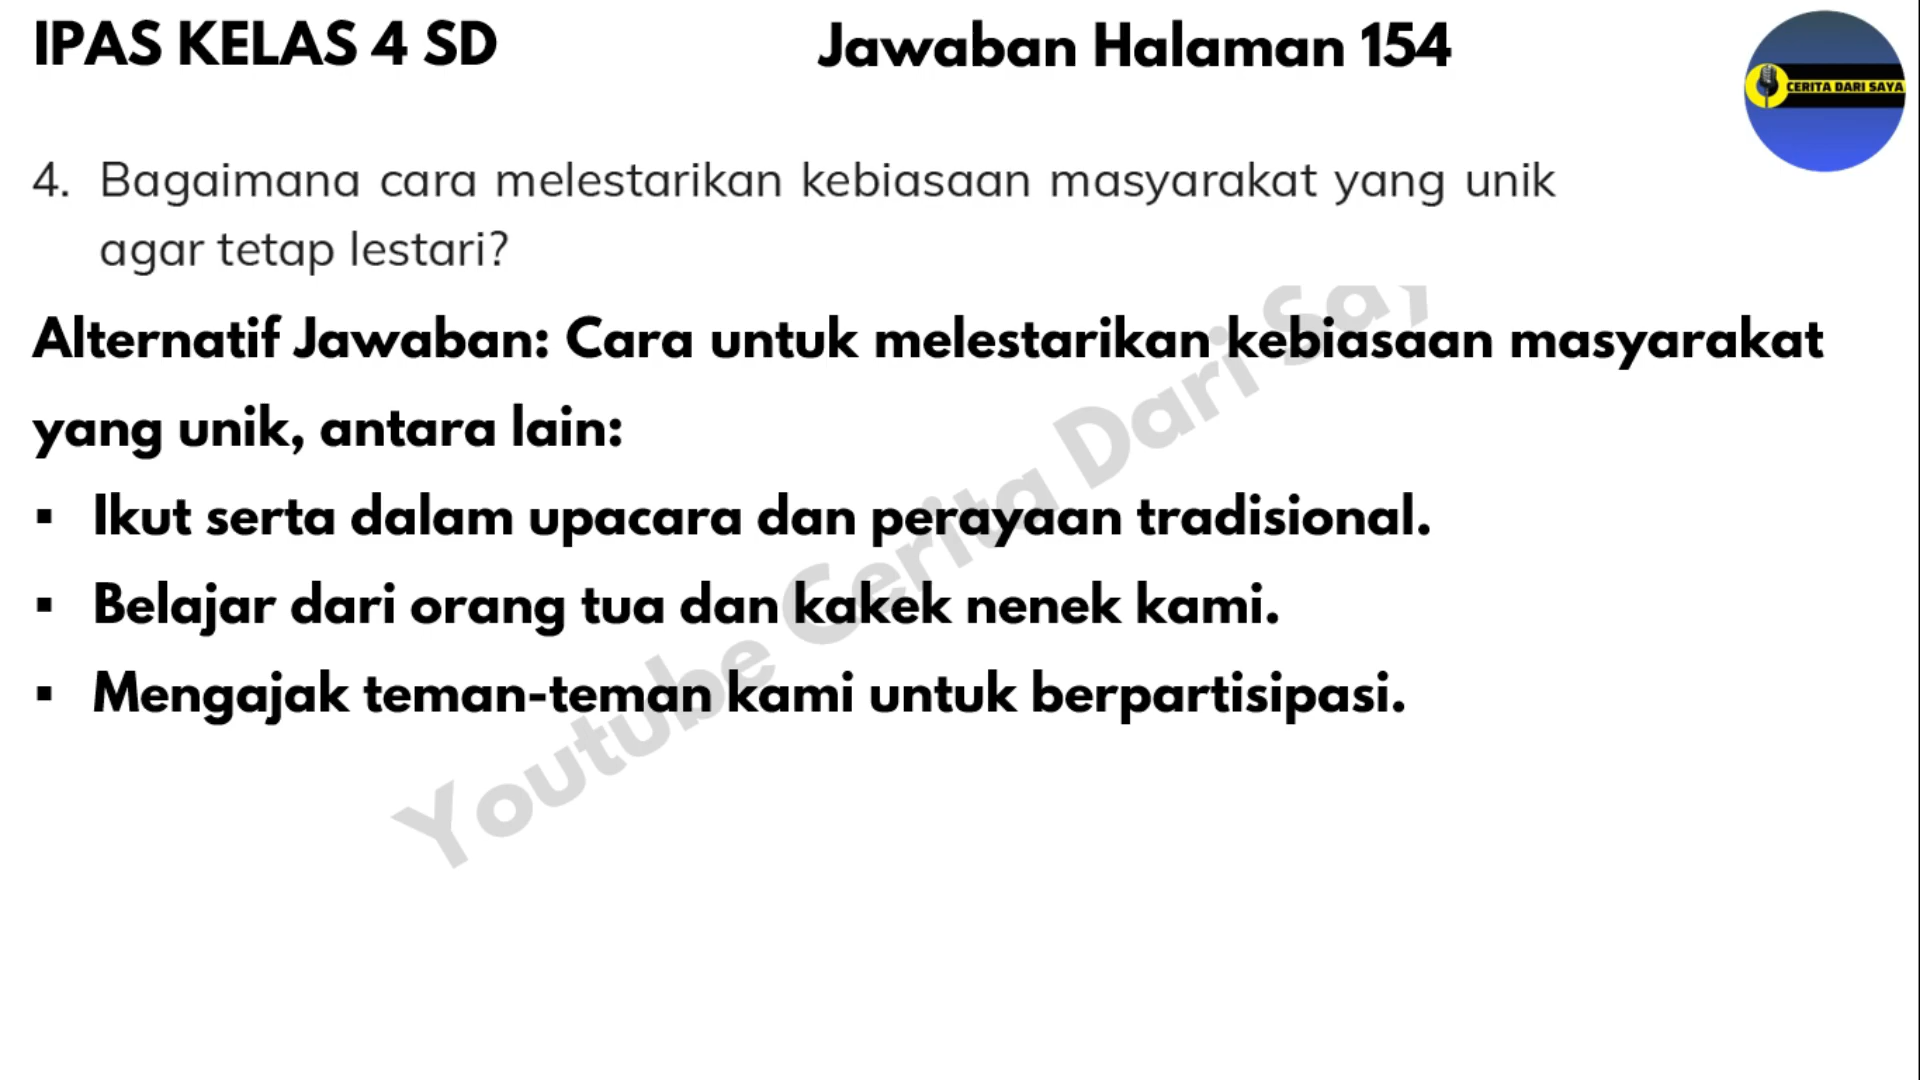 IPAS KELAS 4 SD
Jawaban Halaman 154
CERITA DARI SAYA
4. Bagaimana cara melestarikan kebiasaan masyarakat yang unik
agar tetap lestari?
Alternatif Jawaban: Cara untuk melestarikan kebiasaan masyarakat
yang unik, antara lain:
▪ Ikut serta dalam upacara dan perayaan tradisional.
▪ Belajar dari orang tua dan kakek nenek kami.
▪ Mengajak teman-teman kami untuk berpartisipasi.
Youtube Cerita Dari Say